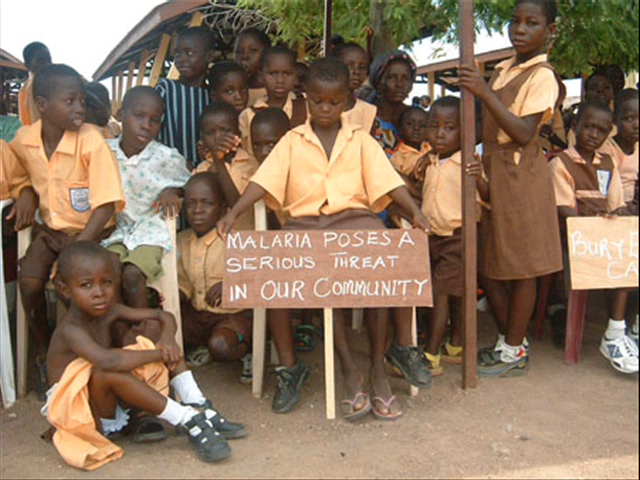 MALARIA POSES A
SERIOUS THREAT
IN OUR COMMUNITY
BURY
CA